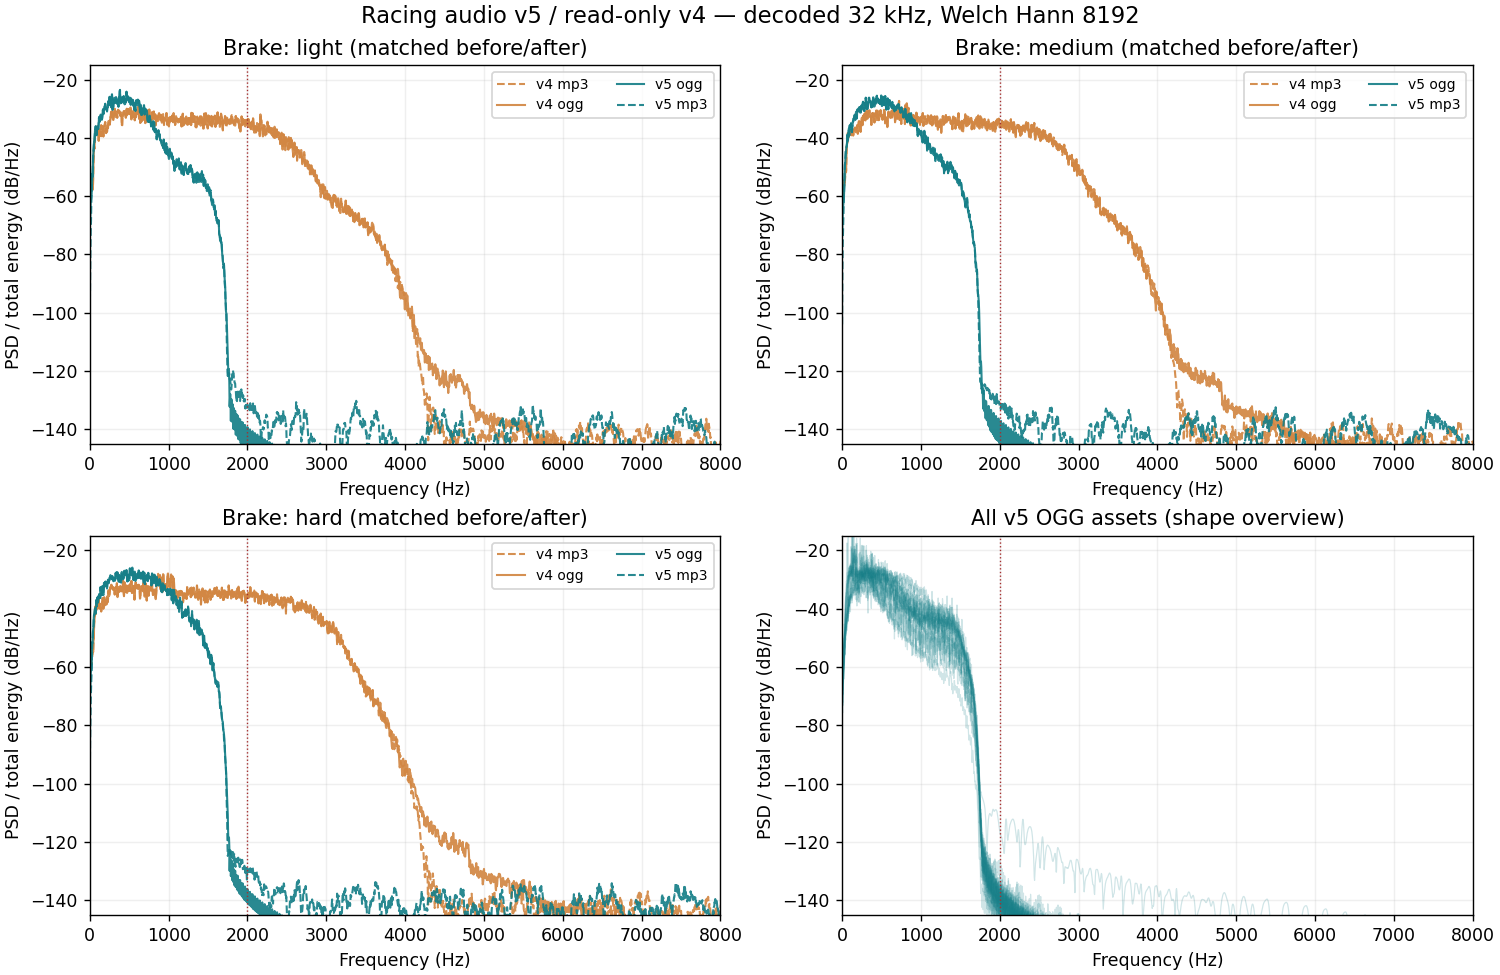 Racing audio v5 / read-only v4 — decoded 32 kHz, Welch Hann 8192
Brake: light (matched before/after)
v4 mp3
v4 ogg
v5 ogg
v5 mp3
PSD / total energy (dB/Hz)
−20
−40
−60
−80
−100
−120
−140
0 1000 2000 3000 4000 5000 6000 7000 8000
Frequency (Hz)
Brake: medium (matched before/after)
v4 mp3
v4 ogg
v5 ogg
v5 mp3
PSD / total energy (dB/Hz)
−20
−40
−60
−80
−100
−120
−140
0 1000 2000 3000 4000 5000 6000 7000 8000
Frequency (Hz)
Brake: hard (matched before/after)
v4 mp3
v4 ogg
v5 ogg
v5 mp3
PSD / total energy (dB/Hz)
−20
−40
−60
−80
−100
−120
−140
0 1000 2000 3000 4000 5000 6000 7000 8000
Frequency (Hz)
All v5 OGG assets (shape overview)
PSD / total energy (dB/Hz)
−20
−40
−60
−80
−100
−120
−140
0 1000 2000 3000 4000 5000 6000 7000 8000
Frequency (Hz)